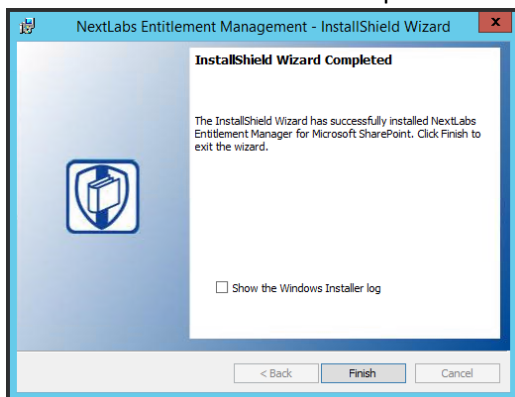 NextLabs Entitlement Management - InstallShield Wizard
x
InstallShield Wizard Completed
The InstallShield Wizard has successfully installed NextLabs
Entitlement Manager for Microsoft SharePoint. Click Finish to
exit the wizard.
Show the Windows Installer log
< Back Finish Cancel